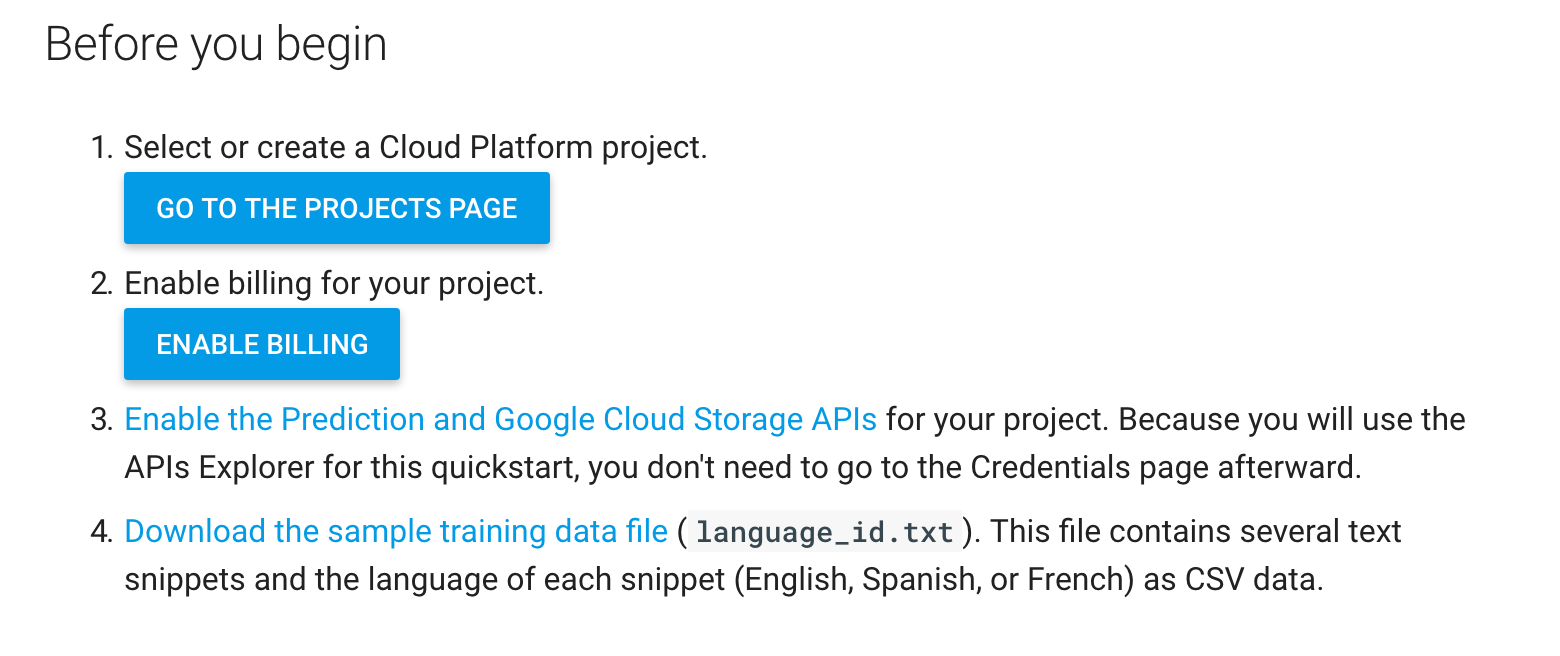 Before you begin
1. Select or create a Cloud Platform project.
GO TO THE PROJECTS PAGE
2. Enable billing for your project.
ENABLE BILLING
3. Enable the Prediction and Google Cloud Storage APIs for your project. Because you will use the
APIs Explorer for this quickstart, you don't need to go to the Credentials page afterward.
4. Download the sample training data file (language_id.txt). This file contains several text
snippets and the language of each snippet (English, Spanish, or French) as CSV data.